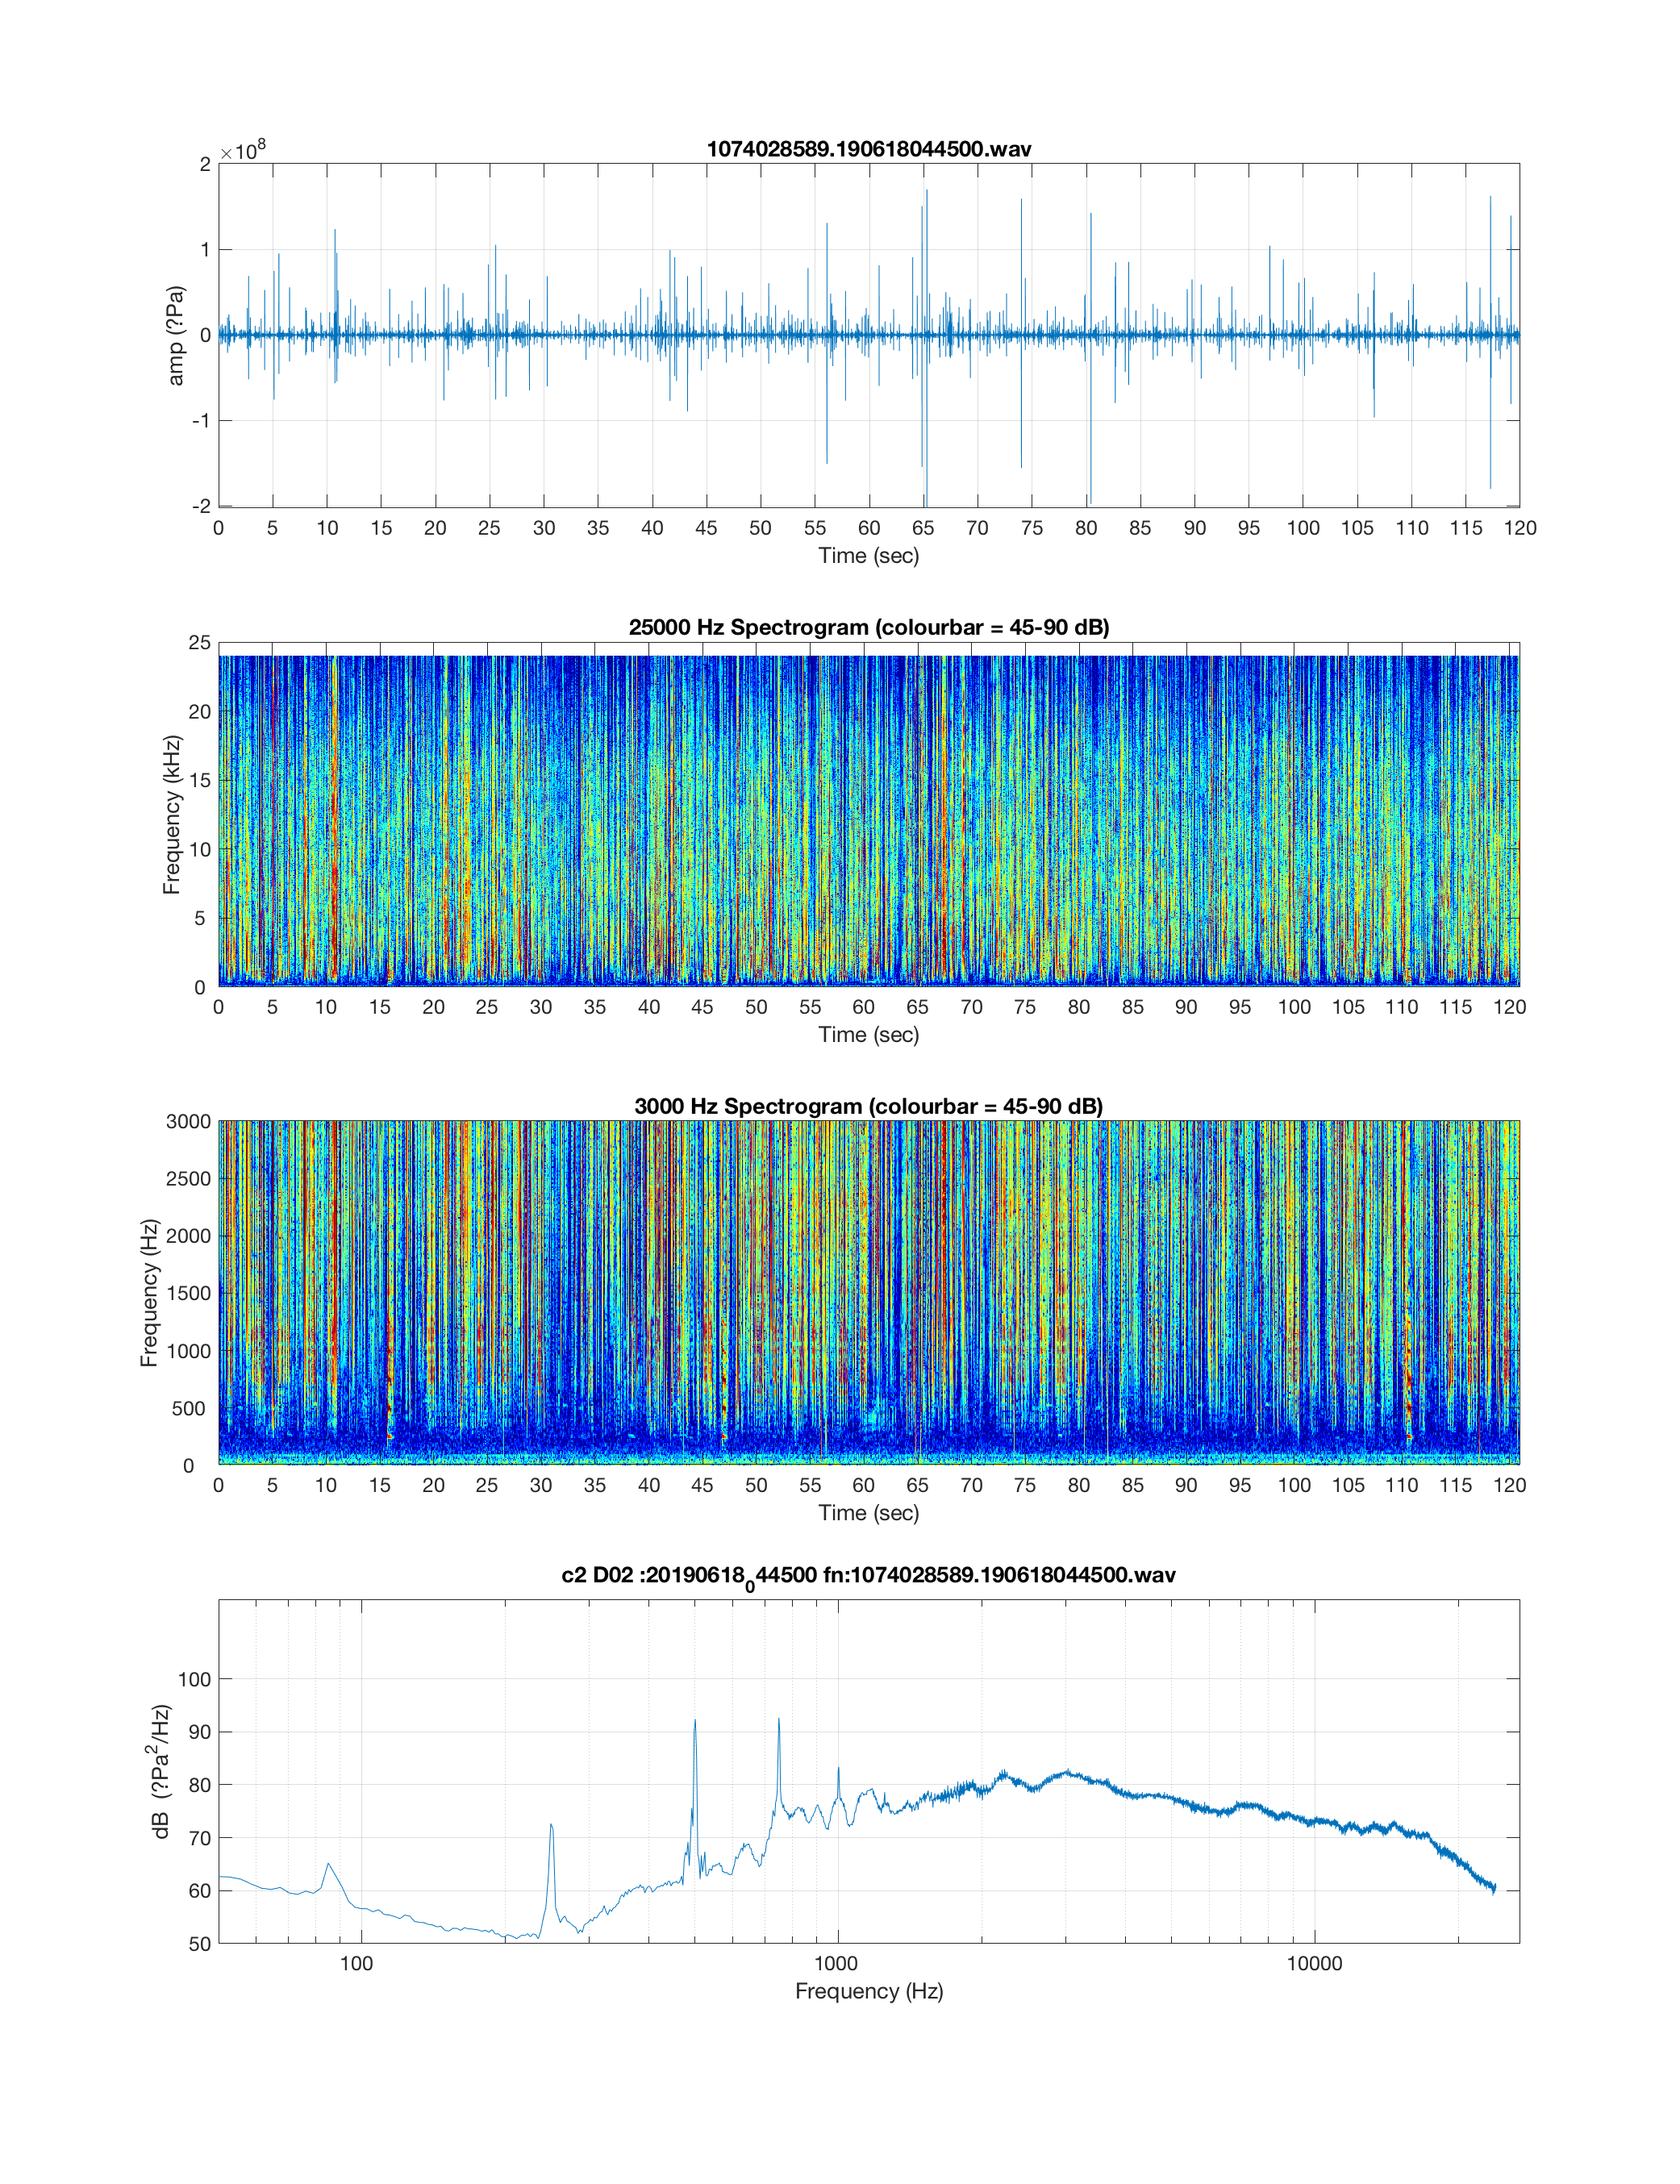 1074028589.190618044500.wav
×10^8
2
1
0
-1
-2
amp (?Pa)
0 5 10 15 20 25 30 35 40 45 50 55 60 65 70 75 80 85 90 95 100 105 110 115 120
Time (sec)
25000 Hz Spectrogram (colourbar = 45-90 dB)
25
20
15
10
5
0
Frequency (kHz)
0 5 10 15 20 25 30 35 40 45 50 55 60 65 70 75 80 85 90 95 100 105 110 115 120
Time (sec)
3000 Hz Spectrogram (colourbar = 45-90 dB)
3000
2500
2000
1500
1000
500
0
Frequency (Hz)
0 5 10 15 20 25 30 35 40 45 50 55 60 65 70 75 80 85 90 95 100 105 110 115 120
Time (sec)
c2 D02 :20190618_044500 fn:1074028589.190618044500.wav
100
90
80
70
60
50
dB (?Pa^2/Hz)
100 1000 10000
Frequency (Hz)